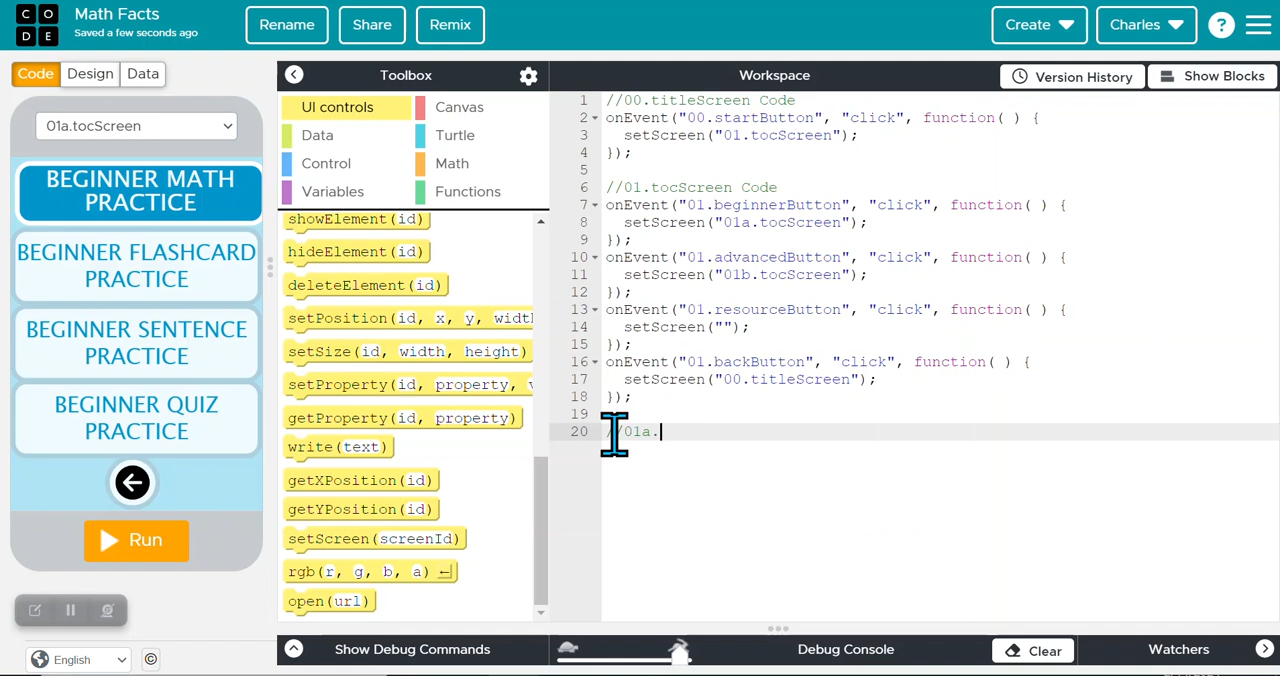 CODE
Math Facts
Saved a few seconds ago
Rename
Share
Remix
Create
Charles
?
Code
Design
Data
Toolbox
Workspace
Version History
Show Blocks
01a.tocScreen
BEGINNER MATH
PRACTICE
BEGINNER FLASHCARD
PRACTICE
BEGINNER SENTENCE
PRACTICE
BEGINNER QUIZ
PRACTICE
Run
English
©
UI controls
Canvas
Data
Turtle
Control
Math
Variables
Functions
showElement(id)
hideElement(id)
deleteElement(id)
setPosition(id, x, y, width
setSize(id, width, height)
setProperty(id, property,
getProperty(id, property)
write(text)
getXPosition(id)
getYPosition(id)
setScreen(screenId)
rgb(r, g, b, a)
open(url)
1 //00.titleScreen Code
2 onEvent("00.startButton", "click", function( ) {
3 setScreen("01.tocScreen");
4 });
5
6 //01.tocScreen Code
7 onEvent("01.beginnerButton", "click", function( ) {
8 setScreen("01a.tocScreen");
9 });
10 onEvent("01.advancedButton", "click", function( ) {
11 setScreen("01b.tocScreen");
12 });
13 onEvent("01.resourceButton", "click", function( ) {
14 setScreen("");
15 });
16 onEvent("01.backButton", "click", function( ) {
17 setScreen("00.titleScreen");
18 });
19
20 //01a.
Show Debug Commands
Debug Console
Clear
Watchers